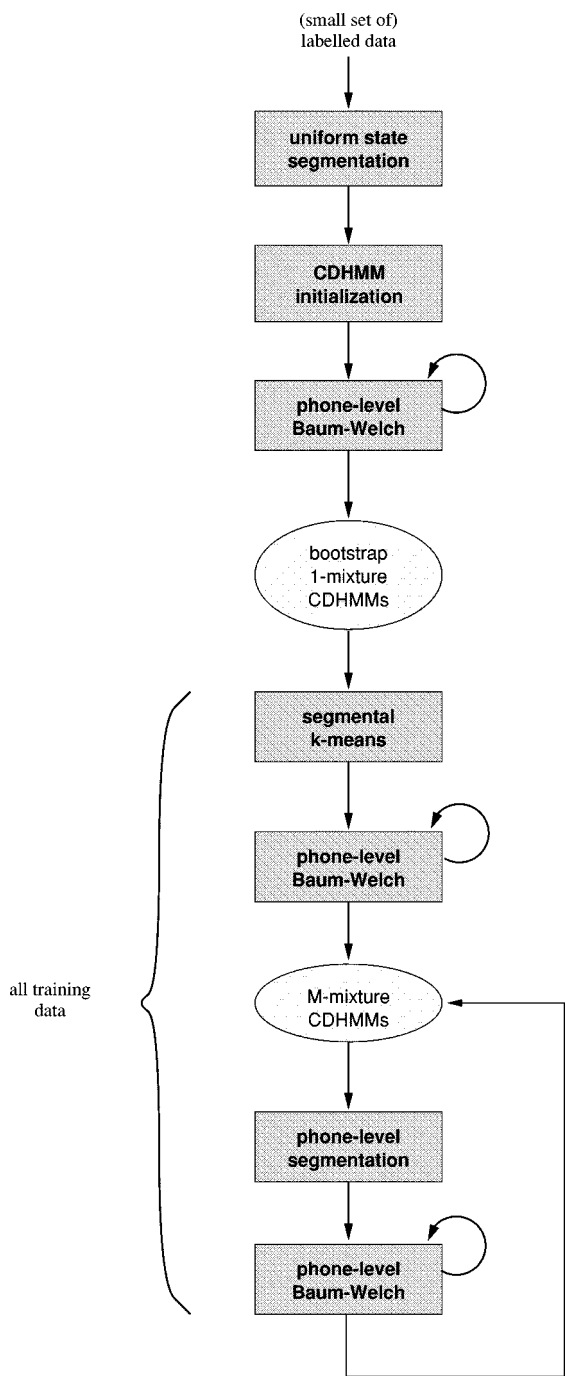 (small set of)
labelled data
uniform state
segmentation
CDHMM
initialization
phone-level
Baum-Welch
bootstrap
1-mixture
CDHMMs
segmental
k-means
phone-level
Baum-Welch
all training
data
M-mixture
CDHMMs
phone-level
segmentation
phone-level
Baum-Welch